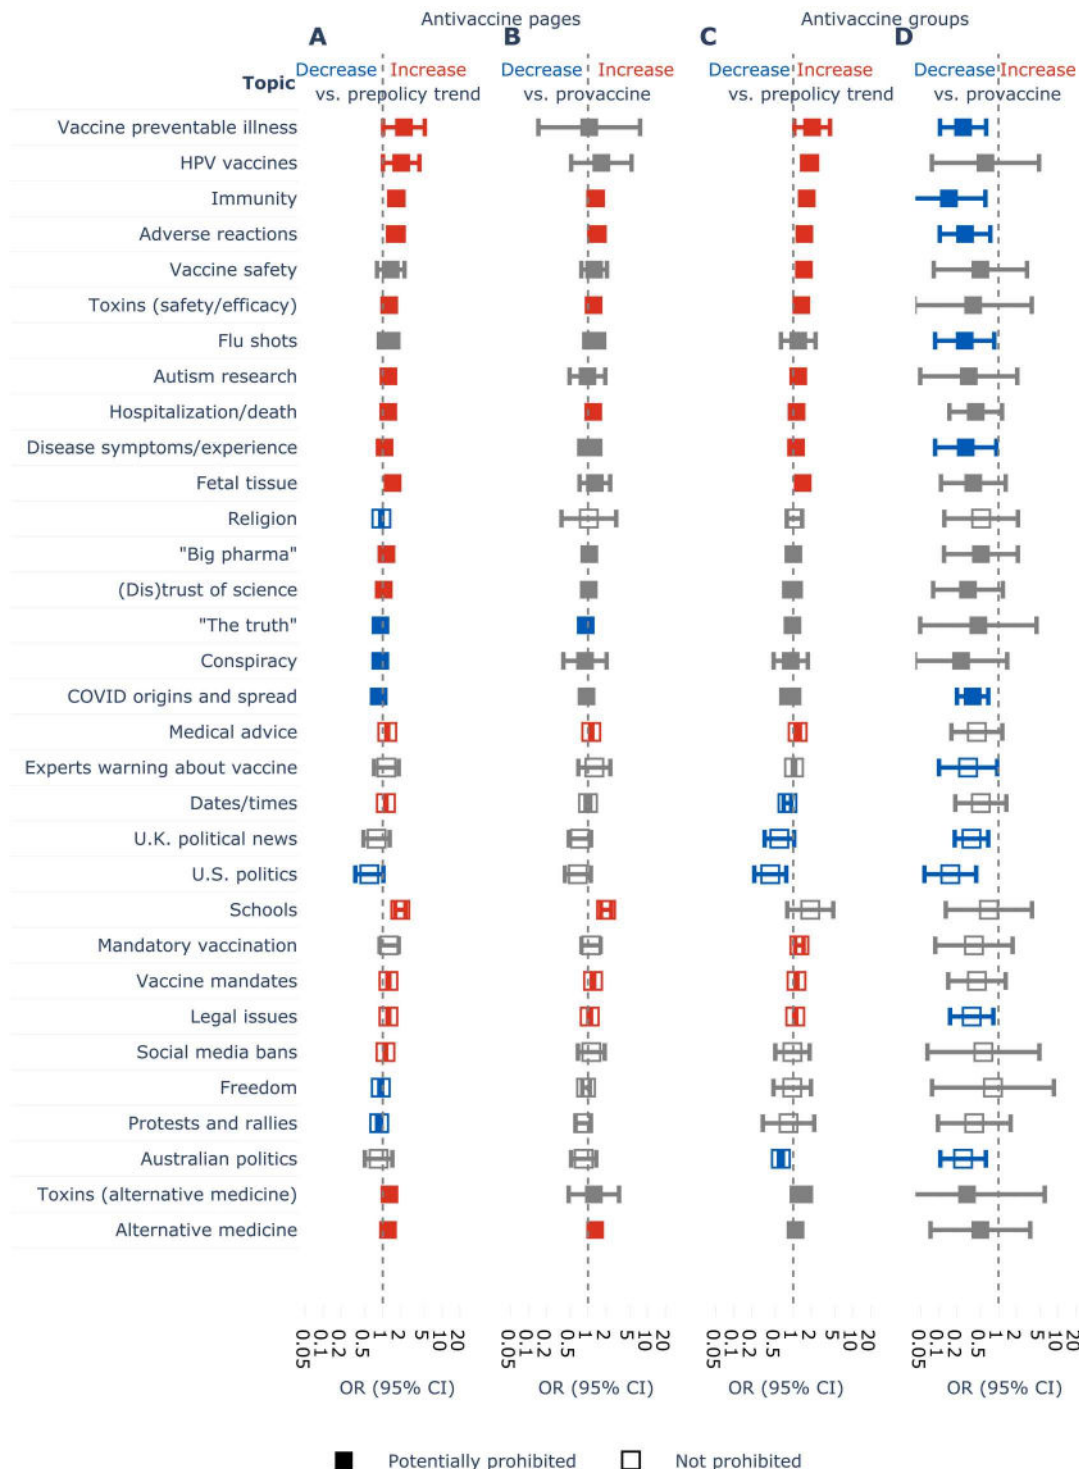 Antivaccine pages
Antivaccine groups
A
B
C
D
Topic
Decrease Increase
vs. prepolicy trend
Decrease Increase
vs. provaccine
Decrease Increase
vs. prepolicy trend
Decrease Increase
vs. provaccine
Vaccine preventable illness
HPV vaccines
Immunity
Adverse reactions
Vaccine safety
Toxins (safety/efficacy)
Flu shots
Autism research
Hospitalization/death
Disease symptoms/experience
Fetal tissue
Religion
"Big pharma"
(Dis)trust of science
"The truth"
Conspiracy
COVID origins and spread
Medical advice
Experts warning about vaccine
Dates/times
U.K. political news
U.S. politics
Schools
Mandatory vaccination
Vaccine mandates
Legal issues
Social media bans
Freedom
Protests and rallies
Australian politics
Toxins (alternative medicine)
Alternative medicine
0.05 0.1 0.2 0.5 1 2 5 10 20
0.05 0.1 0.2 0.5 1 2 5 10 20
0.05 0.1 0.2 0.5 1 2 5 10 20
0.05 0.1 0.2 0.5 1 2 5 10 20
OR (95% CI)
OR (95% CI)
OR (95% CI)
OR (95% CI)
Potentially prohibited
Not prohibited